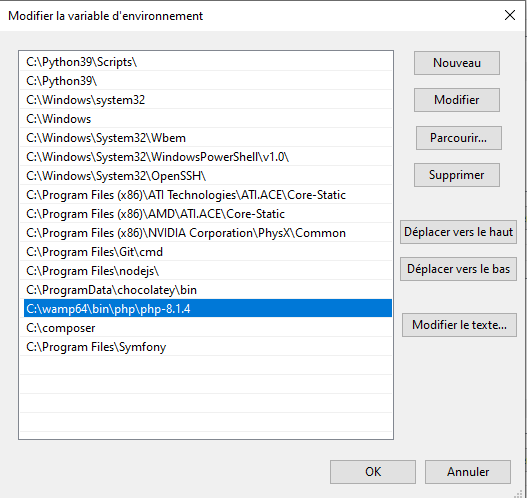 Modifier la variable d'environnement
C:\Python39\Scripts\
C:\Python39\
C:\Windows\system32
C:\Windows
C:\Windows\System32\Wbem
C:\Windows\System32\WindowsPowerShell\v1.0\
C:\Windows\System32\OpenSSH\
C:\Program Files (x86)\ATI Technologies\ATI.ACE\Core-Static
C:\Program Files (x86)\AMD\ATI.ACE\Core-Static
C:\Program Files (x86)\NVIDIA Corporation\PhysX\Common
C:\Program Files\Git\cmd
C:\Program Files\nodejs\
C:\ProgramData\chocolatey\bin
C:\wamp64\bin\php\php-8.1.4
C:\composer
C:\Program Files\Symfony
Nouveau
Modifier
Parcourir...
Supprimer
Déplacer vers le haut
Déplacer vers le bas
Modifier le texte...
OK
Annuler